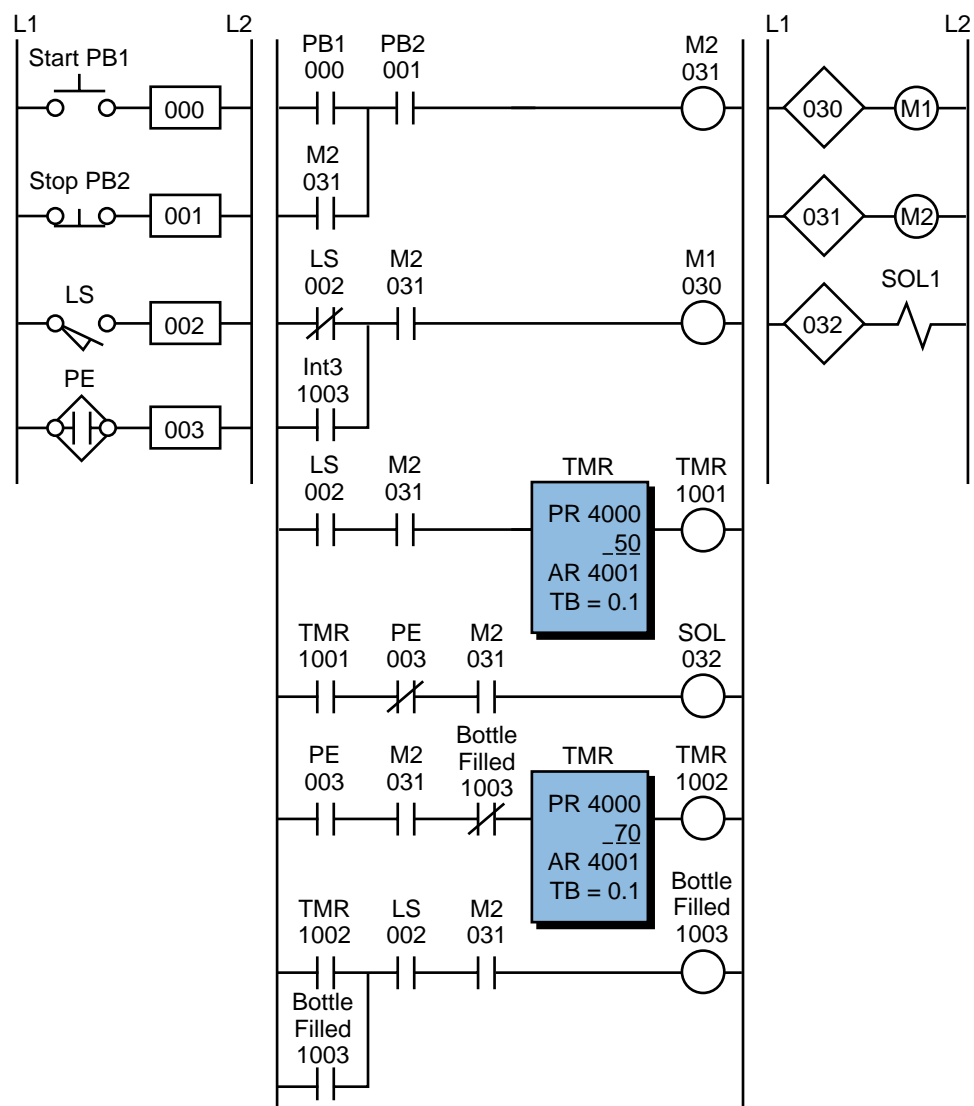 L1
L2
Start PB1
000
Stop PB2
001
LS
002
PE
003
PB1
000
PB2
001
M2
031
M2
031
LS
002
M2
031
M1
030
Int3
1003
LS
002
M2
031
TMR
PR 4000
50
AR 4001
TB = 0.1
TMR
1001
TMR
1001
PE
003
M2
031
SOL
032
PE
003
M2
031
Bottle
Filled
1003
TMR
PR 4000
70
AR 4001
TB = 0.1
TMR
1002
TMR
1002
LS
002
M2
031
Bottle
Filled
1003
Bottle
Filled
1003
L1
L2
030
M1
031
M2
032
SOL1